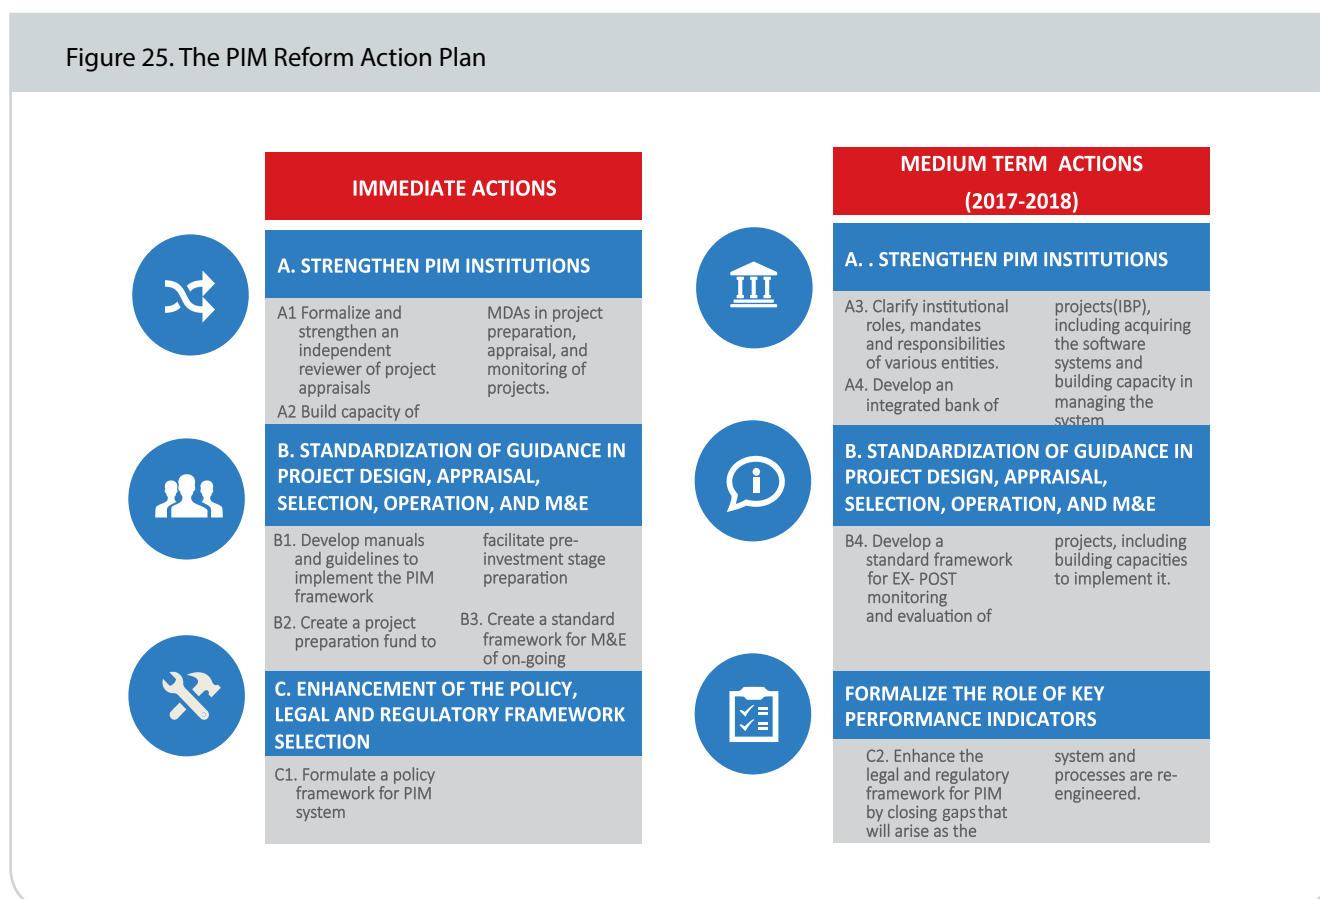 Figure 25. The PIM Reform Action Plan
IMMEDIATE ACTIONS
A. STRENGTHEN PIM INSTITUTIONS
A1 Formalize and
strengthen an
independent
reviewer of project
appraisals
A2 Build capacity of
MDAs in project
preparation,
appraisal, and
monitoring of
projects.
B. STANDARDIZATION OF GUIDANCE IN
PROJECT DESIGN, APPRAISAL,
SELECTION, OPERATION, AND M&E
B1. Develop manuals
and guidelines to
implement the PIM
framework
B2. Create a project
preparation fund to
facilitate pre-
investment stage
preparation
B3. Create a standard
framework for M&E
of on-going
C. ENHANCEMENT OF THE POLICY,
LEGAL AND REGULATORY FRAMEWORK
SELECTION
C1. Formulate a policy
framework for PIM
system
MEDIUM TERM ACTIONS
(2017-2018)
A. . STRENGTHEN PIM INSTITUTIONS
A3. Clarify institutional
roles, mandates
and responsibilities
of various entities.
A4. Develop an
integrated bank of
projects(IBP),
including acquiring
the software
systems and
building capacity in
managing the
system
B. STANDARDIZATION OF GUIDANCE IN
PROJECT DESIGN, APPRAISAL,
SELECTION, OPERATION, AND M&E
B4. Develop a
standard framework
for EX- POST
monitoring
and evaluation of
projects, including
building capacities
to implement it.
FORMALIZE THE ROLE OF KEY
PERFORMANCE INDICATORS
C2. Enhance the
legal and regulatory
framework for PIM
by closing gaps that
will arise as the
system and
processes are re-
engineered.